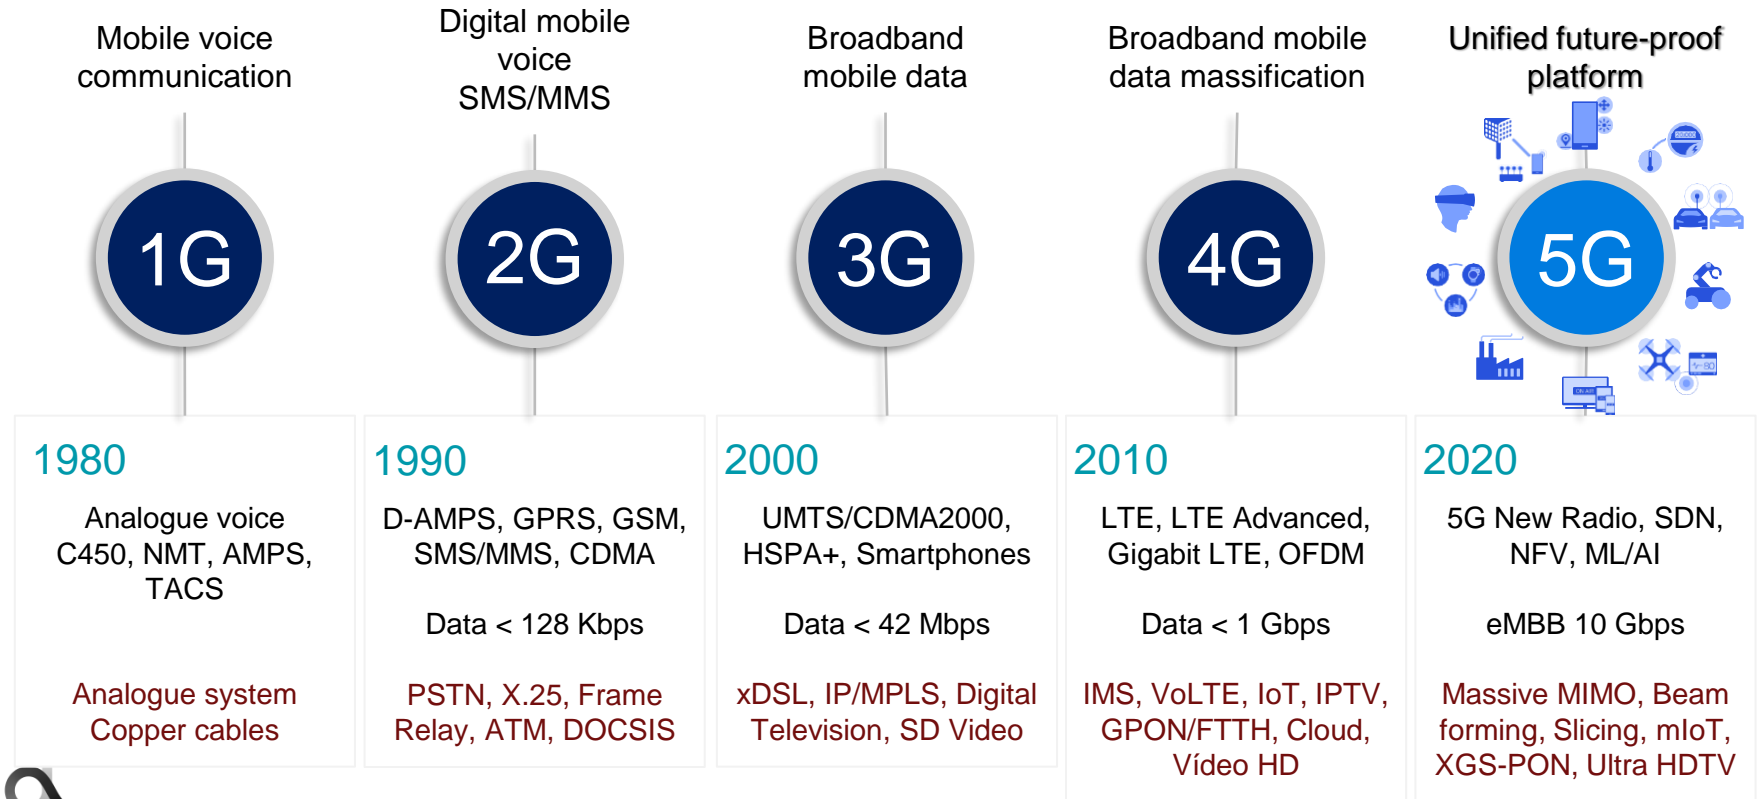 Mobile voice
communication
1G
1980
Analogue voice
C450, NMT, AMPS,
TACS
Analogue system
Copper cables
Digital mobile
voice
SMS/MMS
2G
1990
D-AMPS, GPRS, GSM,
SMS/MMS, CDMA
Data < 128 Kbps
PSTN, X.25, Frame
Relay, ATM, DOCSIS
Broadband
mobile data
3G
2000
UMTS/CDMA2000,
HSPA+, Smartphones
Data < 42 Mbps
xDSL, IP/MPLS, Digital
Television, SD Video
Broadband mobile
data massification
4G
2010
LTE, LTE Advanced,
Gigabit LTE, OFDM
Data < 1 Gbps
IMS, VoLTE, IoT, IPTV,
GPON/FTTH, Cloud,
Vídeo HD
Unified future-proof
platform
5G
ON AIR
80
2020
5G New Radio, SDN,
NFV, ML/AI
eMBB 10 Gbps
Massive MIMO, Beam
forming, Slicing, mIoT,
XGS-PON, Ultra HDTV